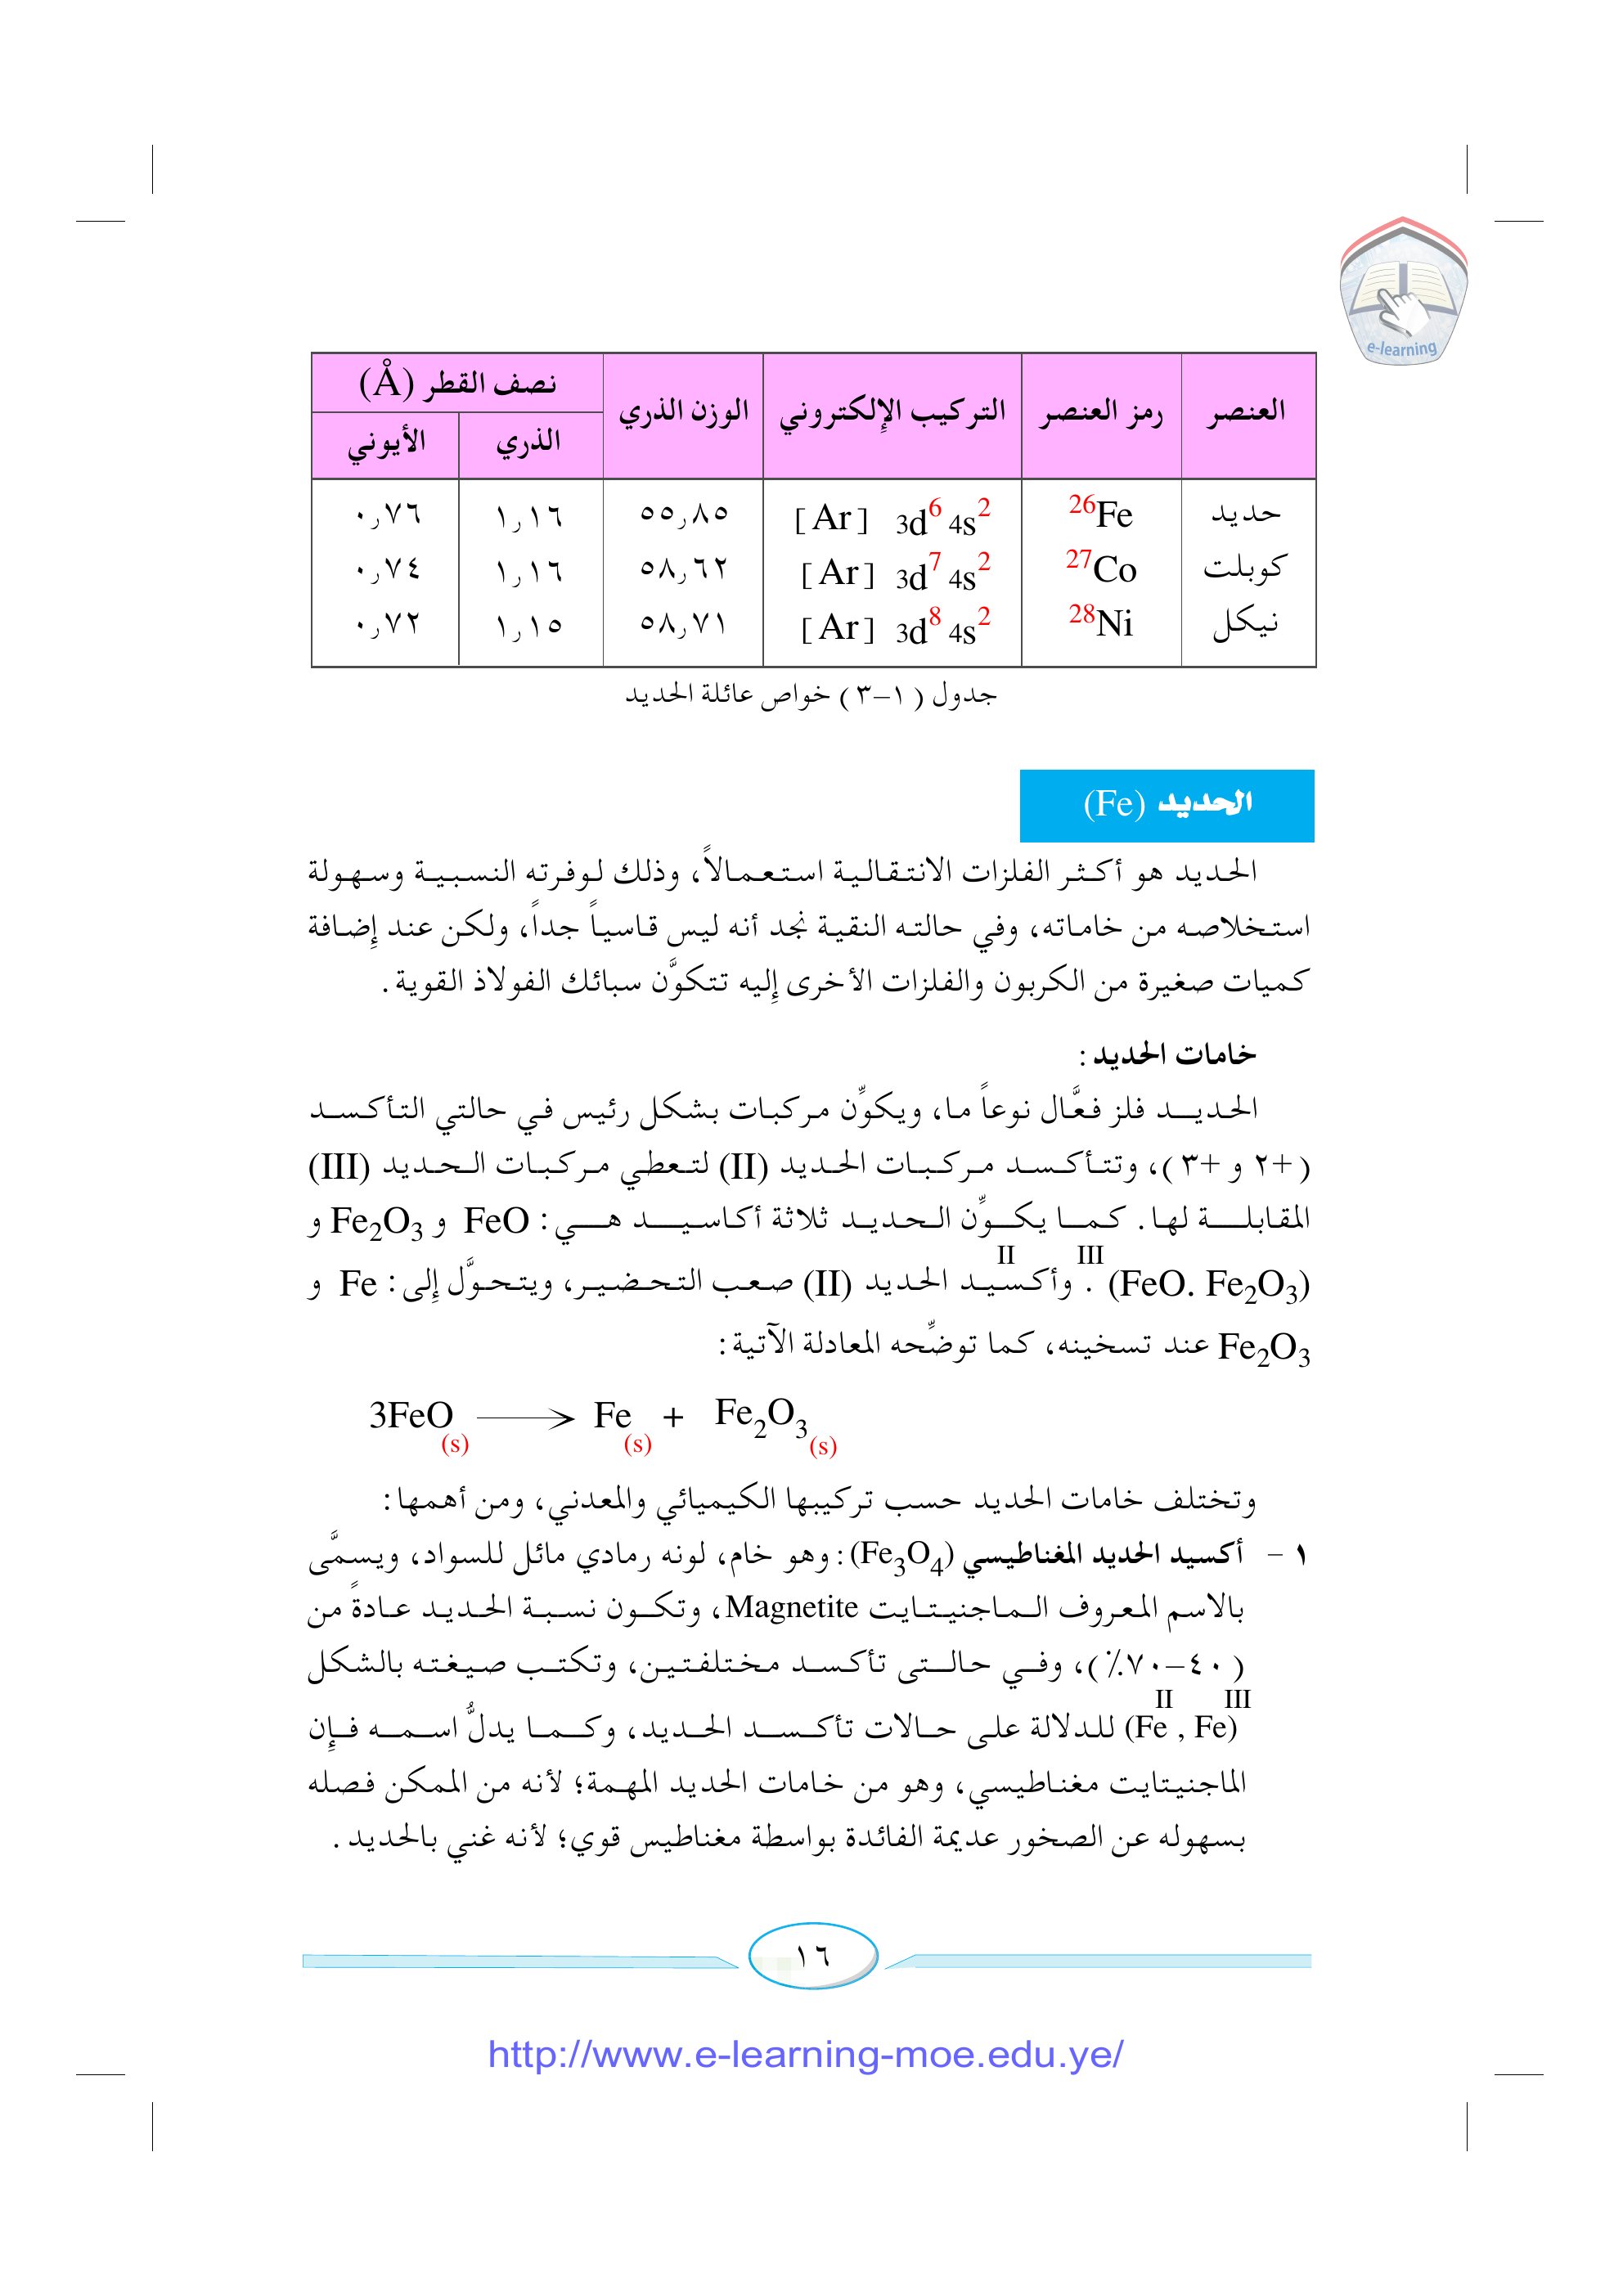 e-learning
العنصر	رمز العنصر	التركيب الإلكتروني	الوزن الذري	نصف القطر (Å)
الذري	الأيوني
حديد	²⁶Fe	[ Ar ] 3d⁶ 4s²	٥٥٫٨٥	١٫١٦	٠٫٧٦
كوبلت	²⁷Co	[ Ar ] 3d⁷ 4s²	٥٨٫٦٢	١٫١٦	٠٫٧٤
نيكل	²⁸Ni	[ Ar ] 3d⁸ 4s²	٥٨٫٧١	١٫١٥	٠٫٧٢
جدول ( ١–٣ ) خواص عائلة الحديد
الحديد (Fe)
الحديد هو أكثر الفلزات الانتقالية استعمالاً، وذلك لوفرته النسبية وسهولة
استخلاصه من خاماته، وفي حالته النقية نجد أنه ليس قاسياً جداً، ولكن عند إضافة
كميات صغيرة من الكربون والفلزات الأخرى إليه تتكوَّن سبائك الفولاذ القوية.
خامات الحديد :
الحديد فلز فعَّال نوعاً ما، ويكوِّن مركبات بشكل رئيس في حالتي التأكسد
( +٢ و +٣ )، وتتأكسد مركبات الحديد (II) لتعطي مركبات الحديد (III)
المقابلة لها. كما يكوِّن الحديد ثلاثة أكاسيد هي: FeO و Fe₂O₃ و
II III
(FeO. Fe₂O₃) . وأكسيد الحديد (II) صعب التحضير، ويتحوَّل إلى: Fe و
Fe₂O₃ عند تسخينه، كما توضِّحه المعادلة الآتية:
3FeO(s) ⟶ Fe(s) + Fe₂O₃(s)
وتختلف خامات الحديد حسب تركيبها الكيميائي والمعدني، ومن أهمها:
١ – أكسيد الحديد المغناطيسي (Fe₃O₄): وهو خام، لونه رمادي مائل للسواد، ويسمَّى
بالاسم المعروف الماجنيتايت Magnetite، وتكون نسبة الحديد عادةً من
( ٤٠–٧٠٪ )، وفي حالتى تأكسد مختلفتين، وتكتب صيغته بالشكل
II III
(Fe , Fe) للدلالة على حالات تأكسد الحديد، وكما يدلُّ اسمه فإن
الماجنيتايت مغناطيسي، وهو من خامات الحديد المهمة؛ لأنه من الممكن فصله
بسهوله عن الصخور عديمة الفائدة بواسطة مغناطيس قوي؛ لأنه غني بالحديد .
١٦
http://www.e-learning-moe.edu.ye/